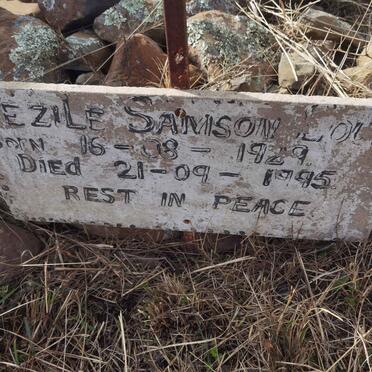 EZiLE SAMSON
ORN 16-08-1929
DiED 21-09-1995
REST IN PEACE